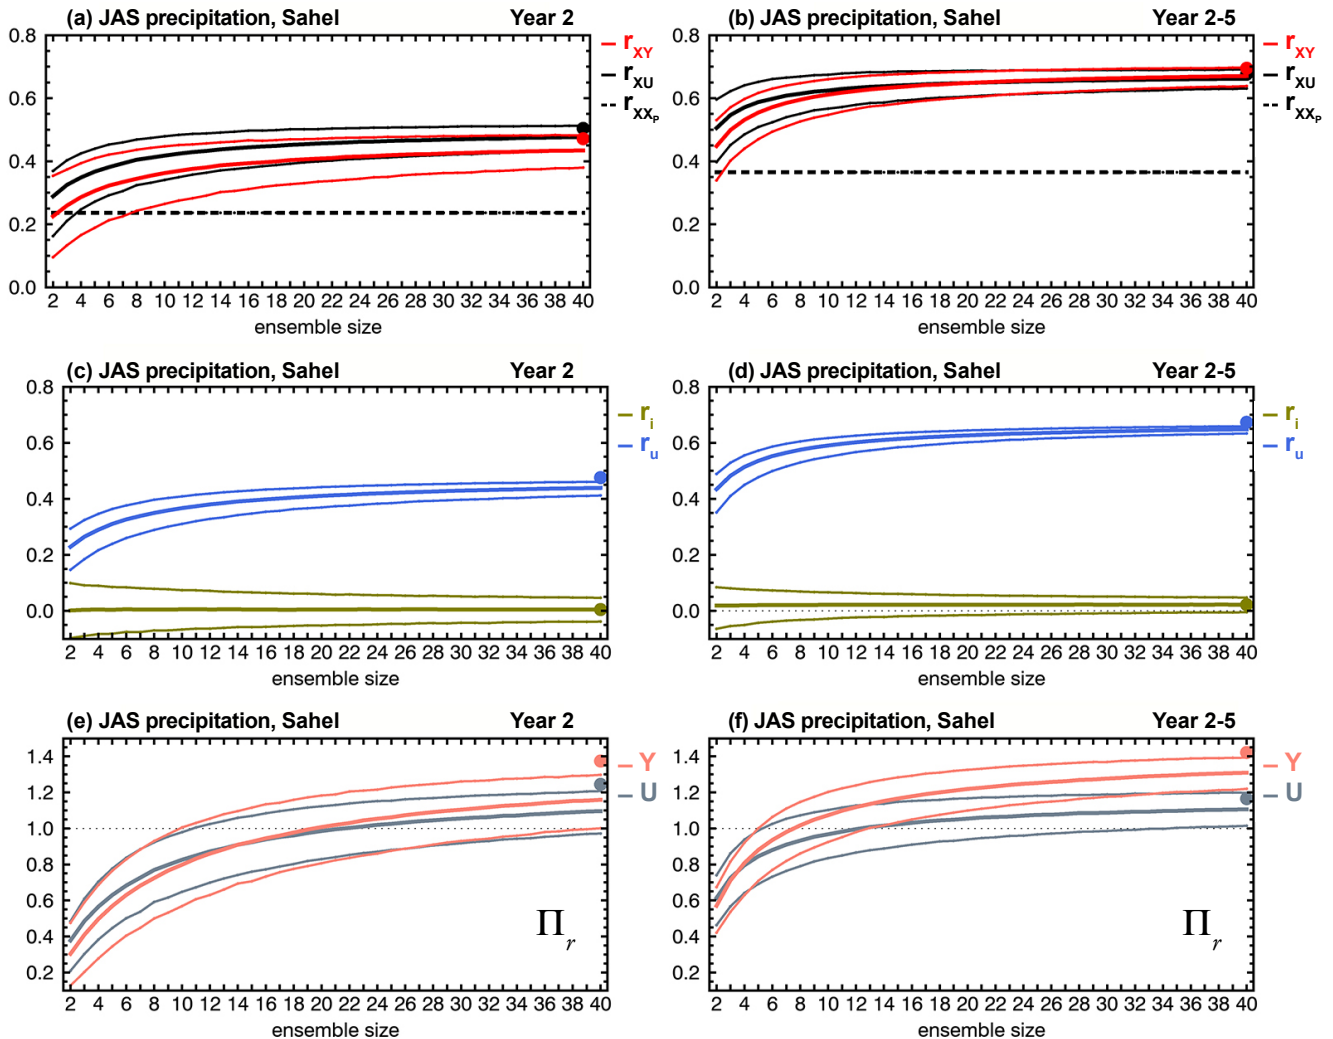 (a) JAS precipitation, Sahel Year 2
0.8
0.6
0.4
0.2
0.0
2 4 6 8 10 12 14 16 18 20 22 24 26 28 30 32 34 36 38 40
ensemble size
r_XY
r_XU
r_XX_P
(b) JAS precipitation, Sahel Year 2-5
0.8
0.6
0.4
0.2
0.0
2 4 6 8 10 12 14 16 18 20 22 24 26 28 30 32 34 36 38 40
ensemble size
r_XY
r_XU
r_XX_P
(c) JAS precipitation, Sahel Year 2
0.8
0.6
0.4
0.2
0.0
2 4 6 8 10 12 14 16 18 20 22 24 26 28 30 32 34 36 38 40
ensemble size
r_i
r_u
(d) JAS precipitation, Sahel Year 2-5
0.8
0.6
0.4
0.2
0.0
2 4 6 8 10 12 14 16 18 20 22 24 26 28 30 32 34 36 38 40
ensemble size
r_i
r_u
(e) JAS precipitation, Sahel Year 2
1.4
1.2
1.0
0.8
0.6
0.4
0.2
2 4 6 8 10 12 14 16 18 20 22 24 26 28 30 32 34 36 38 40
ensemble size
Y
U
Π_r
(f) JAS precipitation, Sahel Year 2-5
1.4
1.2
1.0
0.8
0.6
0.4
0.2
2 4 6 8 10 12 14 16 18 20 22 24 26 28 30 32 34 36 38 40
ensemble size
Y
U
Π_r